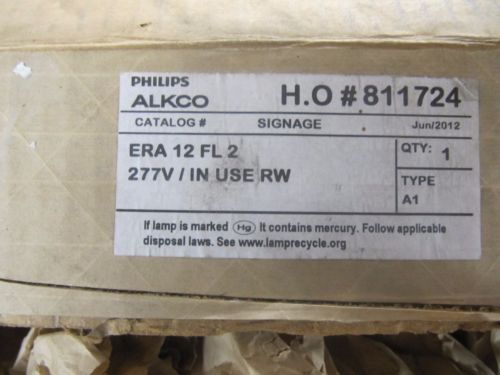 PHILIPS
ALKCO
H.O # 811724
CATALOG # SIGNAGE Jun/2012
ERA 12 FL 2
277V / IN USE RW
QTY: 1
TYPE
A1
If lamp is marked Hg It contains mercury. Follow applicable
disposal laws. See www.lamprecycle.org